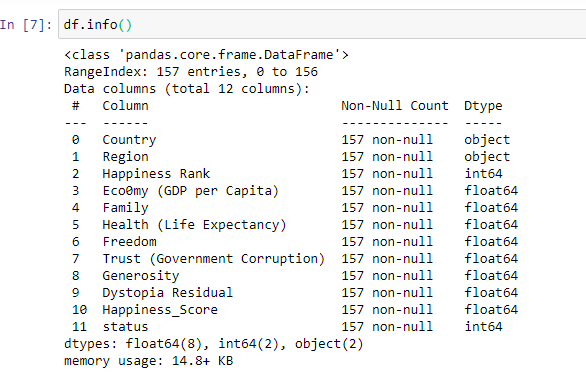 In [7]: df.info()
<class 'pandas.core.frame.DataFrame'>
RangeIndex: 157 entries, 0 to 156
Data columns (total 12 columns):
 #   Column                         Non-Null Count  Dtype
---  ------                         --------------  -----
 0   Country                        157 non-null    object
 1   Region                         157 non-null    object
 2   Happiness Rank                 157 non-null    int64
 3   Eco0my (GDP per Capita)        157 non-null    float64
 4   Family                         157 non-null    float64
 5   Health (Life Expectancy)       157 non-null    float64
 6   Freedom                        157 non-null    float64
 7   Trust (Government Corruption)  157 non-null    float64
 8   Generosity                     157 non-null    float64
 9   Dystopia Residual              157 non-null    float64
 10  Happiness_Score                157 non-null    float64
 11  status                         157 non-null    int64
dtypes: float64(8), int64(2), object(2)
memory usage: 14.8+ KB